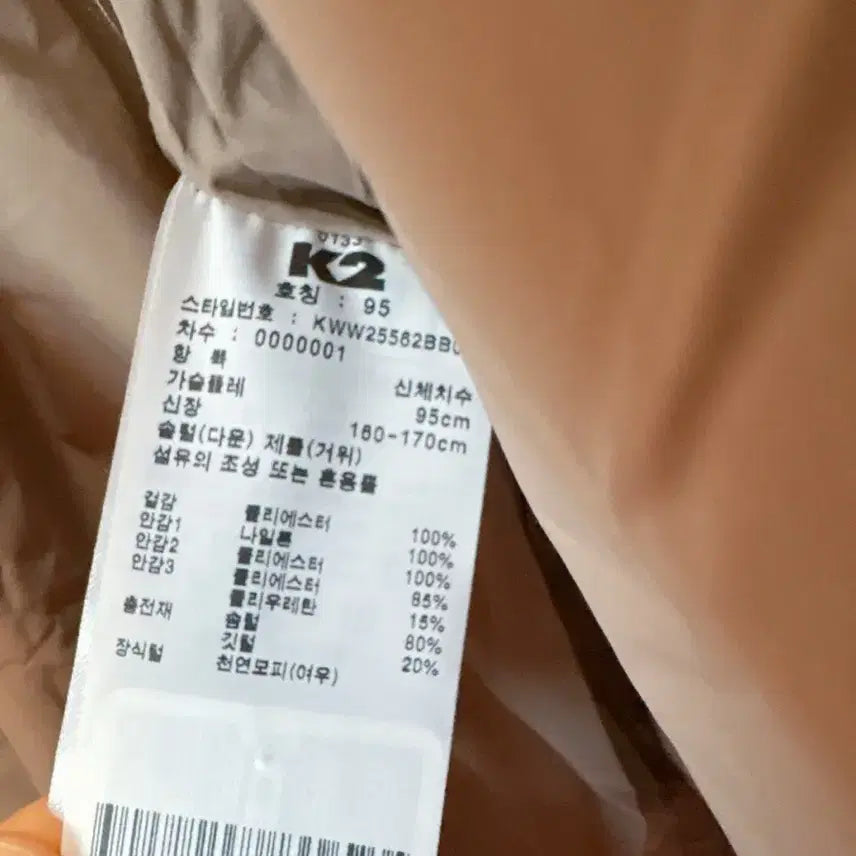 K2
호칭 : 95
스타일번호 : KWW25562BB
차수 : 0000001
항 목 신체치수
가슴둘레 95cm
신장 160-170cm
솜털(다운) 제품(거위)
섬유의 조성 또는 혼용률
겉감 폴리에스터 100%
안감1 나일론 100%
안감2 폴리에스터 100%
안감3 폴리에스터 85%
폴리우레탄 15%
충전재 솜털 80%
깃털 20%
장식털 천연모피(여우)